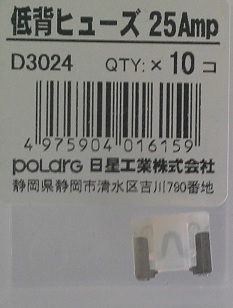 低背ヒューズ 25Amp
D3024 QTY: × 10 コ
4 975904 016159
POLARG 日星工業株式会社
静岡県静岡市清水区吉川790番地